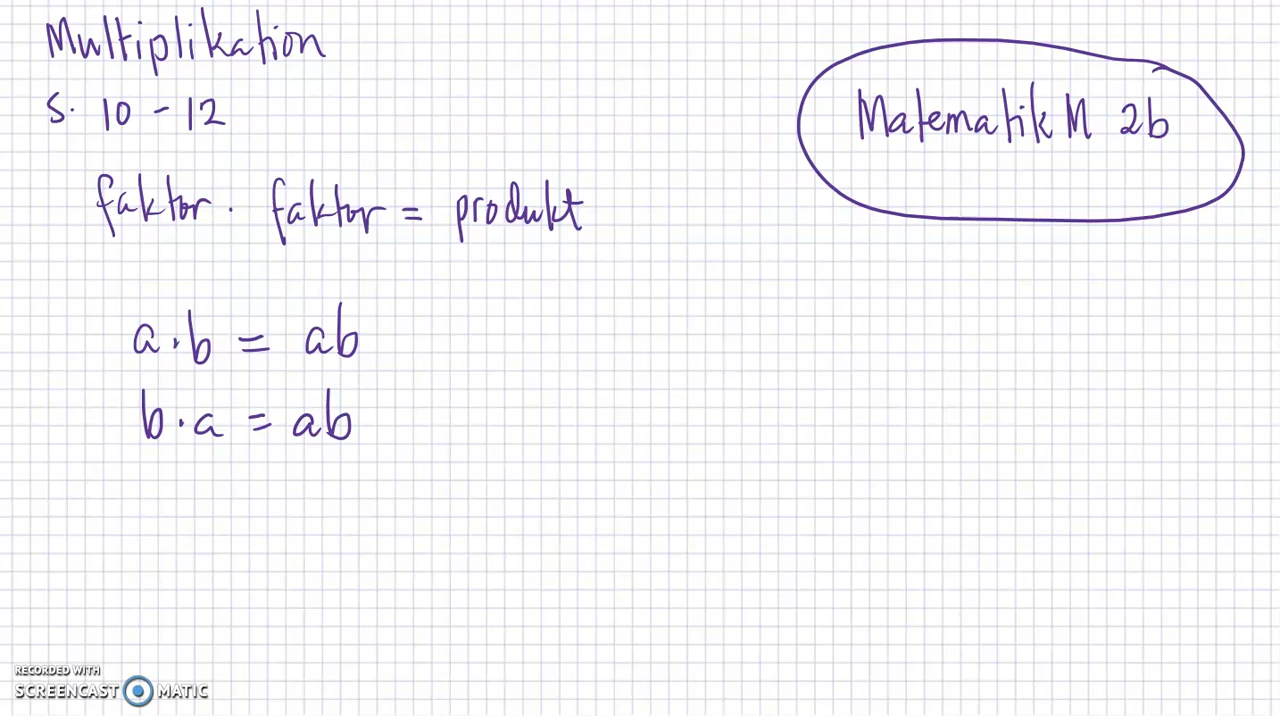 Multiplikation
s. 10 - 12
Matematik M 2b
faktor · faktor = produkt
a · b = ab
b · a = ab
RECORDED WITH
SCREENCAST MATIC